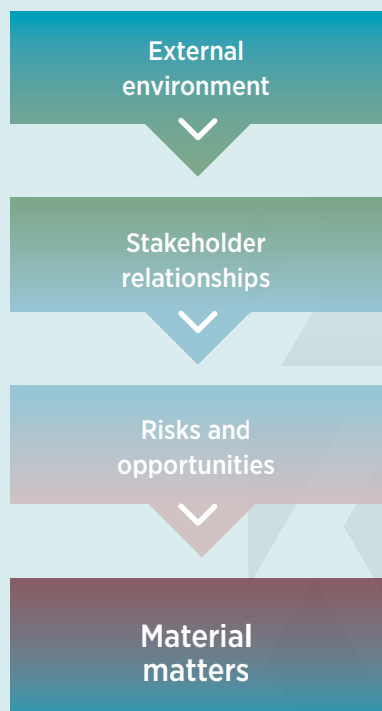 External
environment
Stakeholder
relationships
Risks and
opportunities
Material
matters